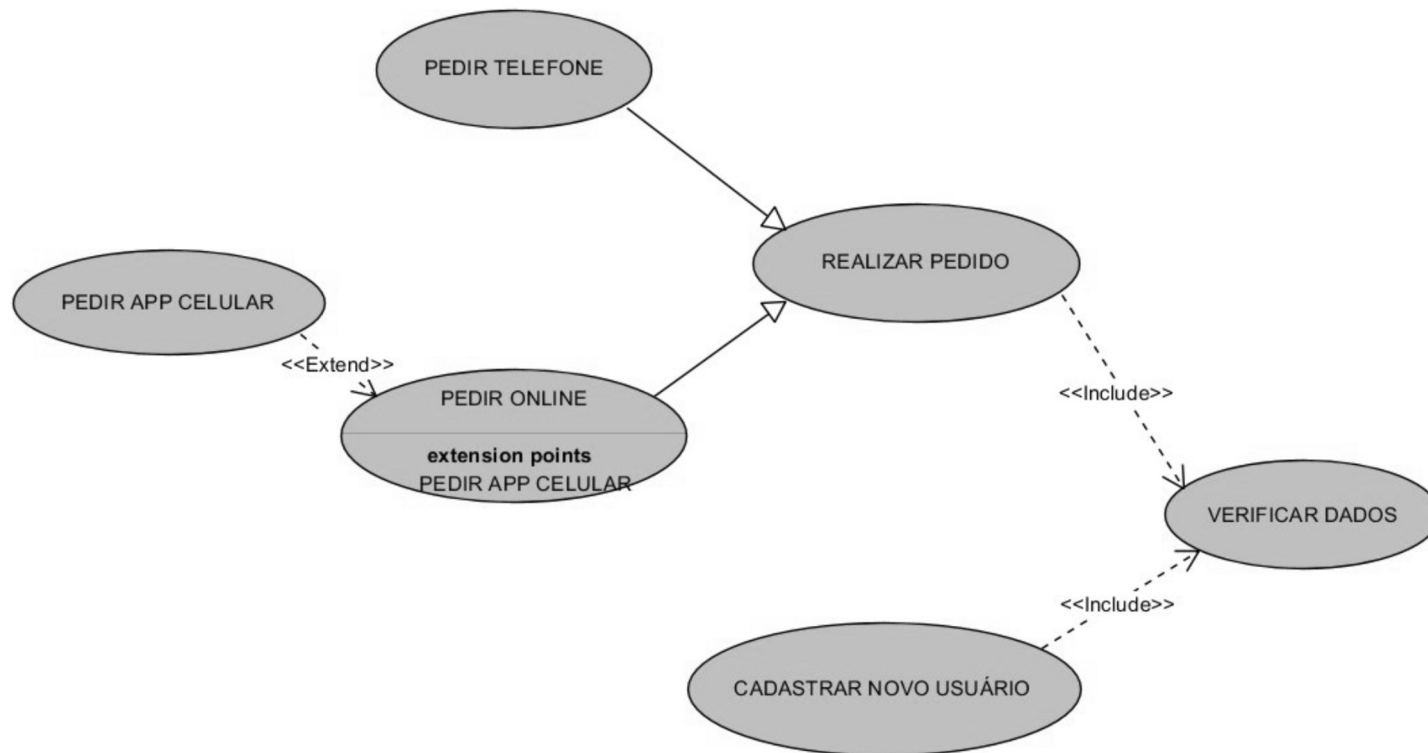 PEDIR TELEFONE
REALIZAR PEDIDO
PEDIR APP CELULAR
<<Extend>>
PEDIR ONLINE
extension points
PEDIR APP CELULAR
<<Include>>
VERIFICAR DADOS
<<Include>>
CADASTRAR NOVO USUÁRIO